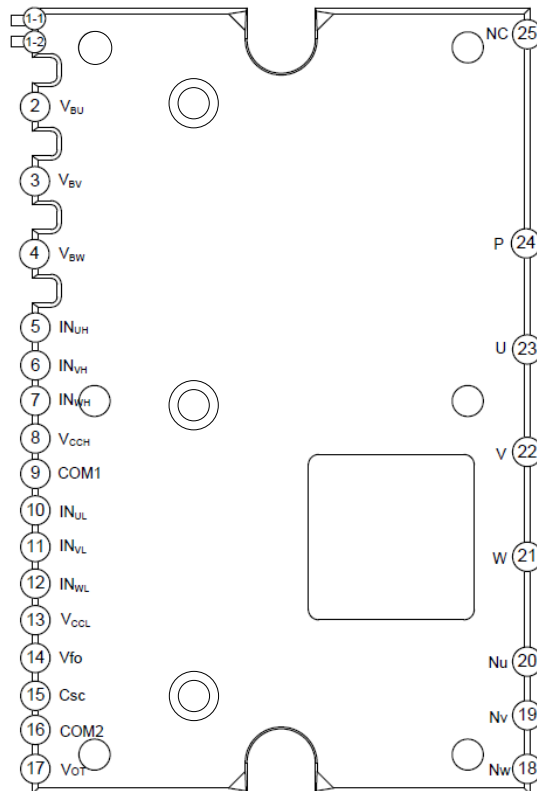 1-1
1-2
2 VBU
3 VBV
4 VBW
5 INUH
6 INVH
7 INWH
8 VCCH
9 COM1
10 INUL
11 INVL
12 INWL
13 VCCL
14 Vfo
15 Csc
16 COM2
17 VOT
NC 25
P 24
U 23
V 22
W 21
Nu 20
Nv 19
Nw 18